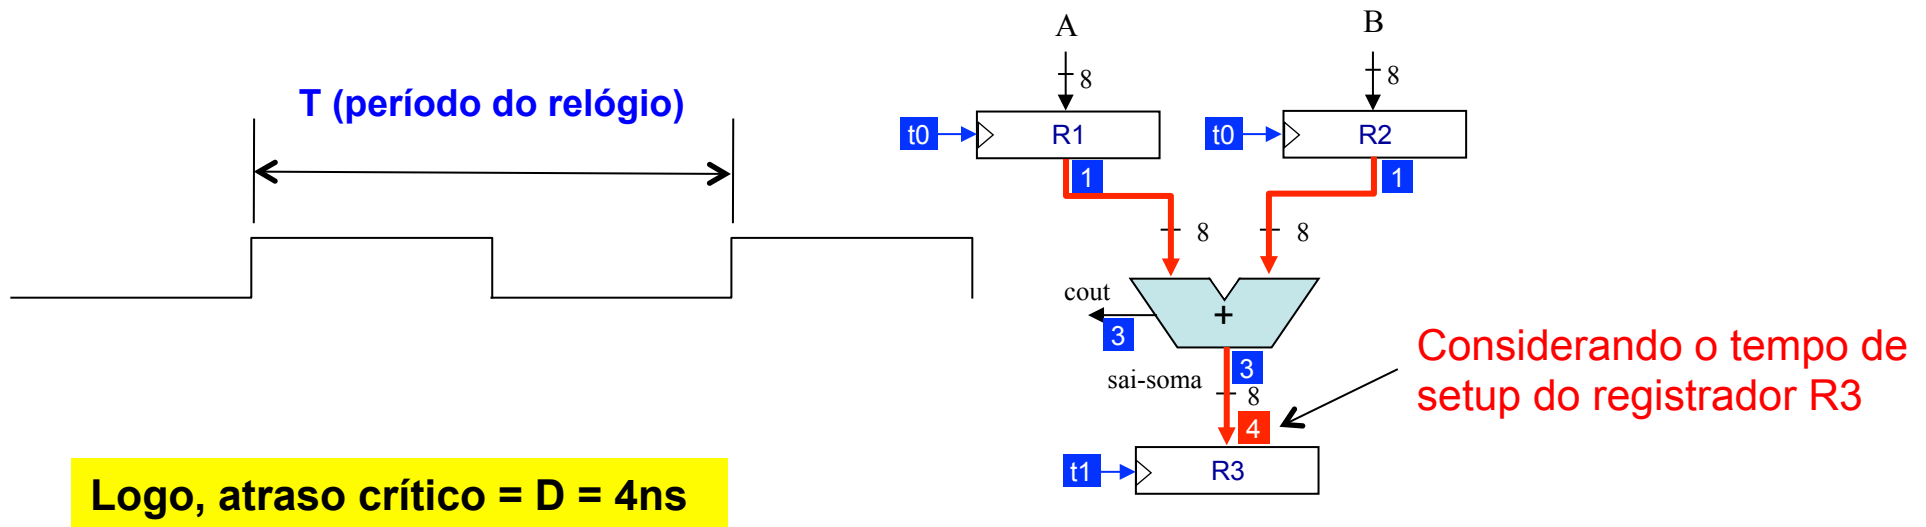 A
B
8
8
T (período do relógio)
t0
R1
t0
R2
1
1
8
8
cout
+
3
3
sai-soma
8
4
Considerando o tempo de
setup do registrador R3
t1
R3
Logo, atraso crítico = D = 4ns